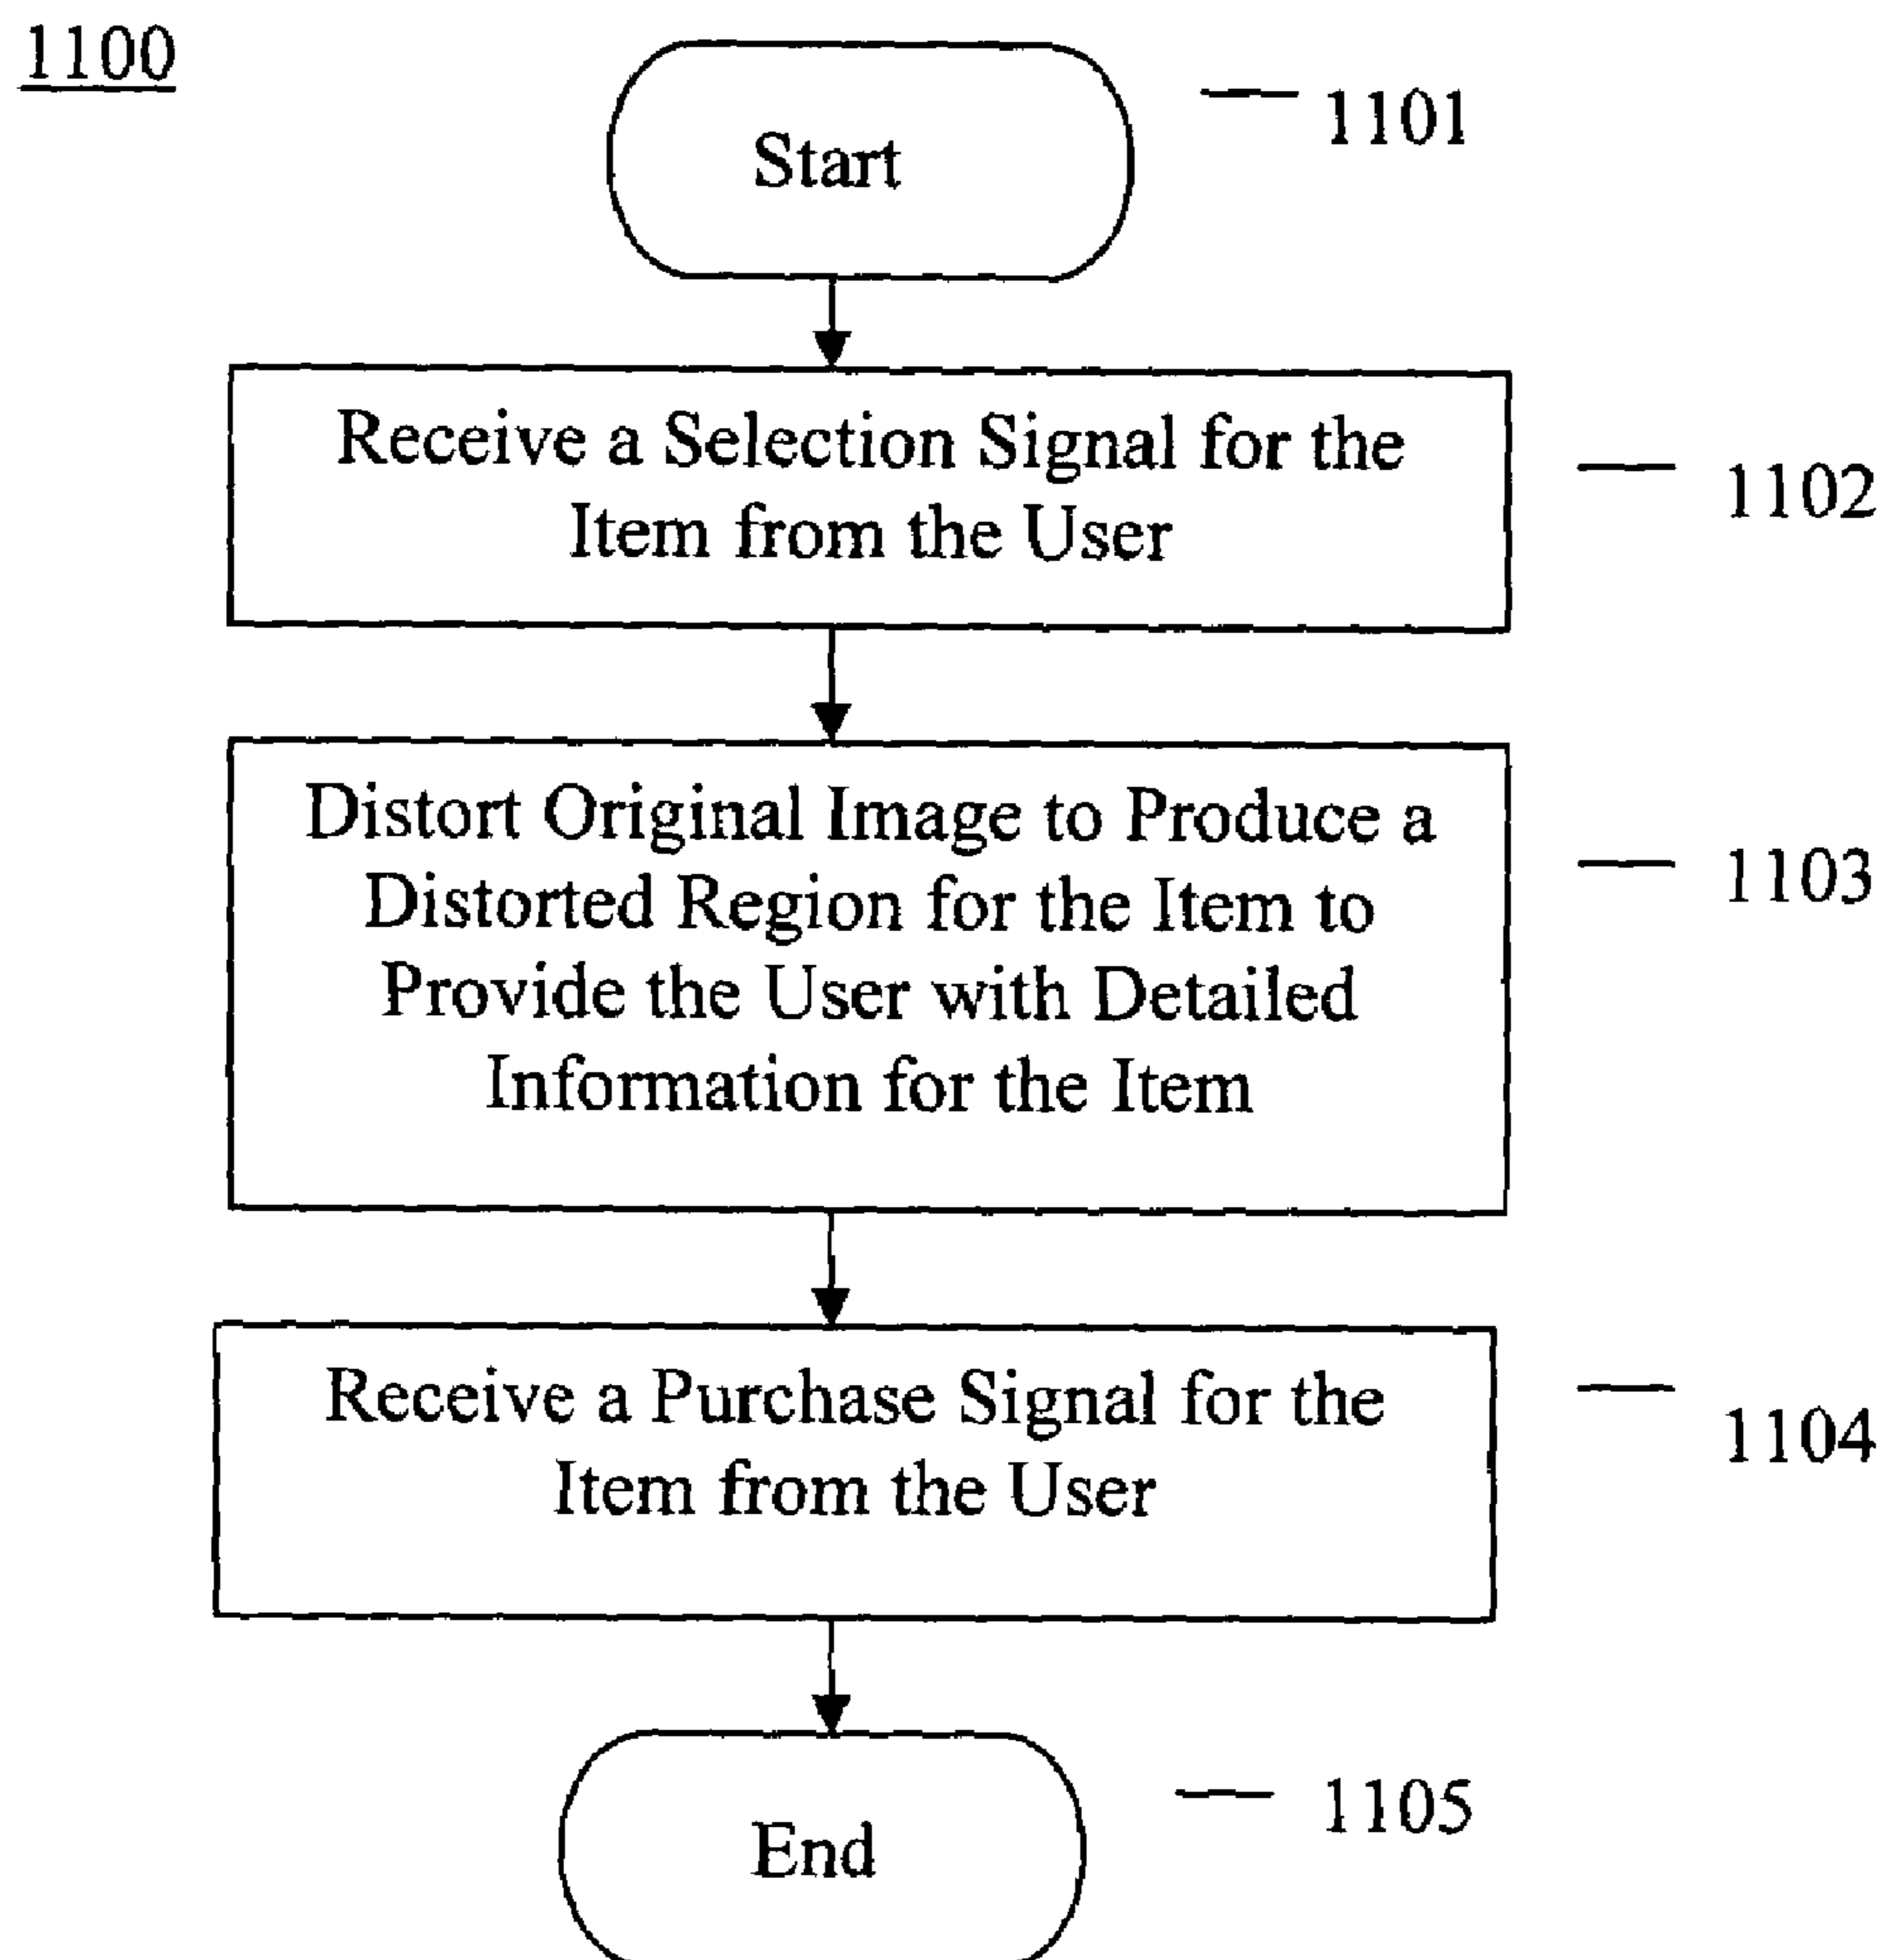 1100
Start
1101
Receive a Selection Signal for the
Item from the User
1102
Distort Original Image to Produce a
Distorted Region for the Item to
Provide the User with Detailed
Information for the Item
1103
Receive a Purchase Signal for the
Item from the User
1104
End
1105